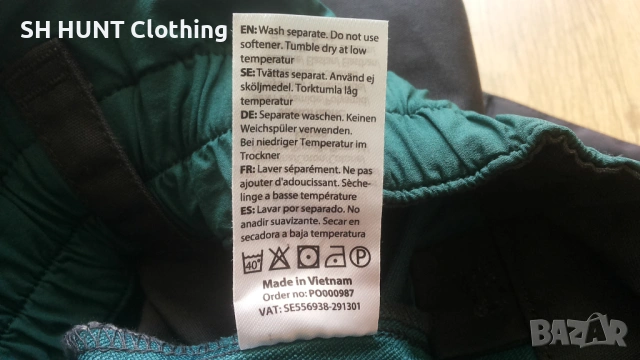 SH HUNT Clothing
EN: Wash separate. Do not use
softener. Tumble dry at low
temperatur
SE: Tvättas separat. Använd ej
sköljmedel. Torktumla låg
temperatur
DE: Separate waschen. Keinen
Weichspüler verwenden.
Bei niedriger Temperatur im
Trockner
FR: Laver séparément. Ne pas
ajouter d'adoucissant. Sèche-
linge a basse température
ES: Lavar por separado. No
anadir suavizante. Secar en
secadora a baja temperatura
40°
P
Made in Vietnam
Order no: PO000987
VAT: SE556938-291301
BAZAR